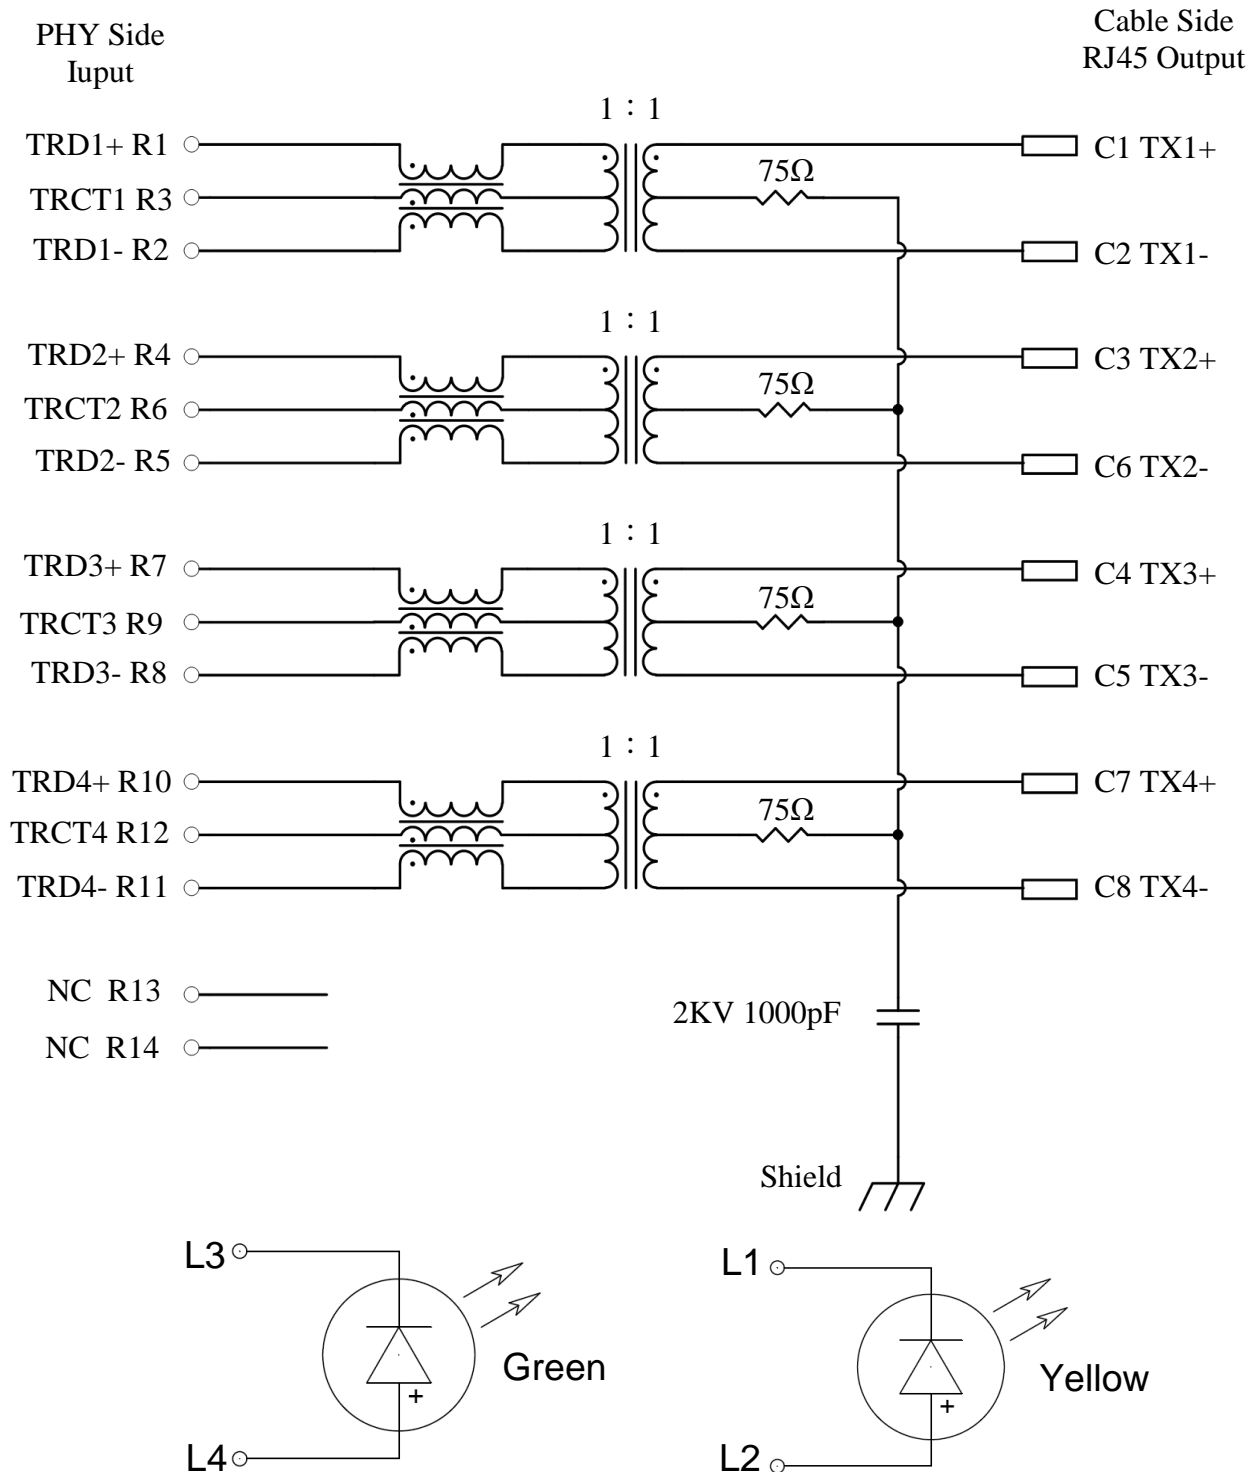 PHY Side
Iuput
Cable Side
RJ45 Output
1 : 1
TRD1+ R1
C1 TX1+
75Ω
TRCT1 R3
TRD1- R2
C2 TX1-
1 : 1
TRD2+ R4
C3 TX2+
75Ω
TRCT2 R6
TRD2- R5
C6 TX2-
1 : 1
TRD3+ R7
C4 TX3+
75Ω
TRCT3 R9
TRD3- R8
C5 TX3-
1 : 1
TRD4+ R10
C7 TX4+
75Ω
TRCT4 R12
TRD4- R11
C8 TX4-
NC R13
2KV 1000pF
NC R14
Shield
L3
L1
Green
Yellow
+
+
L4
L2